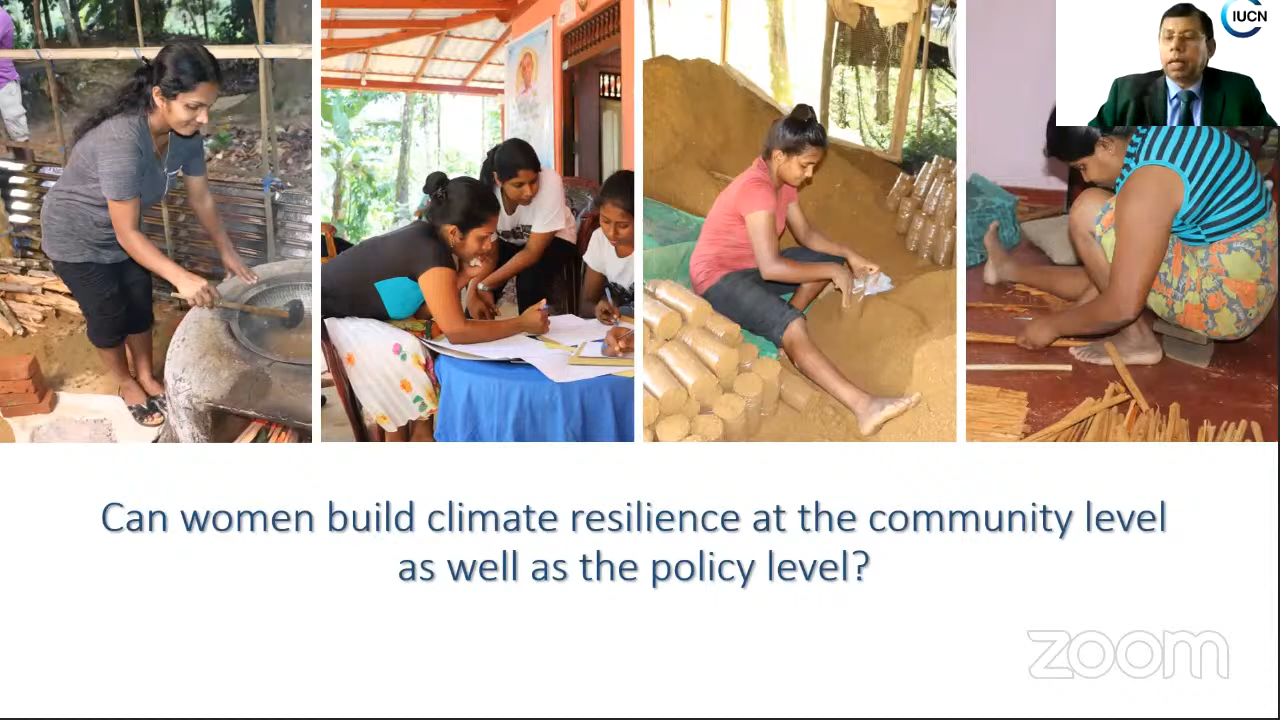 IUCN
Can women build climate resilience at the community level
as well as the policy level?
zoom